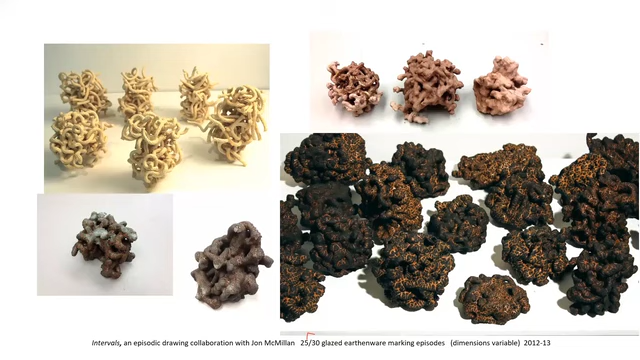 Intervals, an episodic drawing collaboration with Jon McMillan 25/30 glazed earthenware marking episodes (dimensions variable) 2012-13